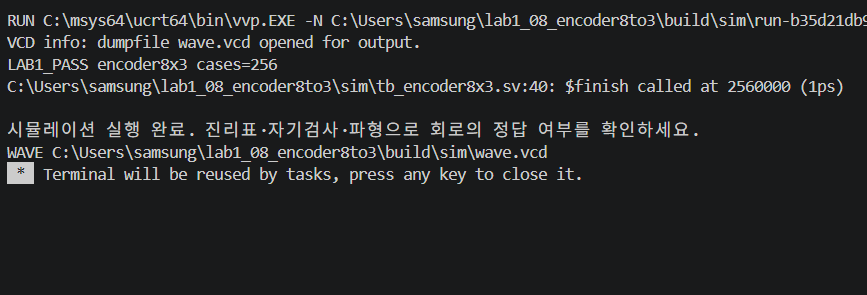 RUN C:\msys64\ucrt64\bin\vvp.EXE -N C:\Users\samsung\lab1_08_encoder8to3\build\sim\run-b35d21db9
VCD info: dumpfile wave.vcd opened for output.
LAB1_PASS encoder8x3 cases=256
C:\Users\samsung\lab1_08_encoder8to3\sim\tb_encoder8x3.sv:40: $finish called at 2560000 (1ps)
시뮬레이션 실행 완료. 진리표·자기검사·파형으로 회로의 정답 여부를 확인하세요.
WAVE C:\Users\samsung\lab1_08_encoder8to3\build\sim\wave.vcd
* Terminal will be reused by tasks, press any key to close it.